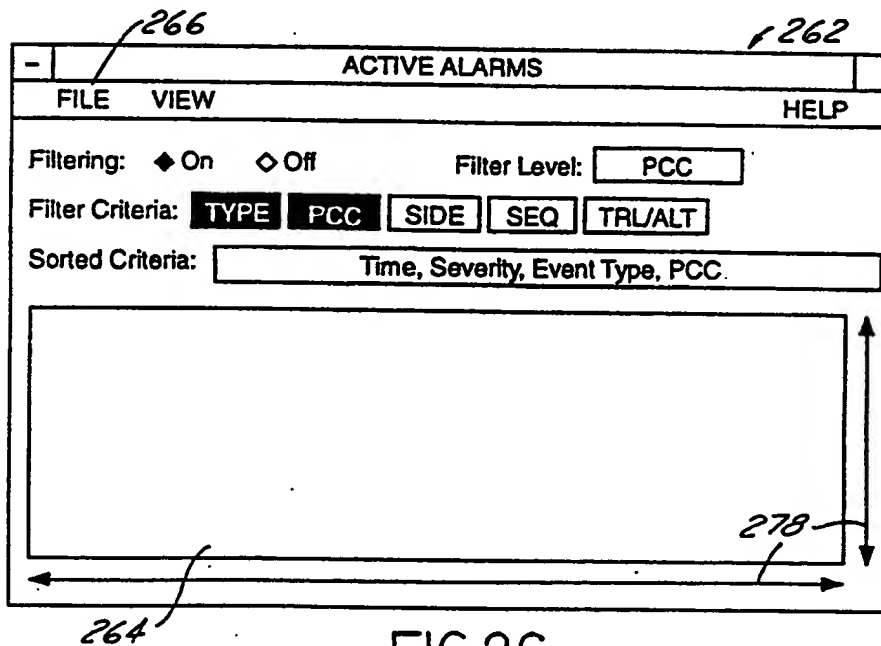 266
262
ACTIVE ALARMS
FILE VIEW HELP
Filtering: On Off Filter Level: PCC
Filter Criteria: TYPE PCC SIDE SEQ TRL/ALT
Sorted Criteria: Time, Severity, Event Type, PCC.
278
264